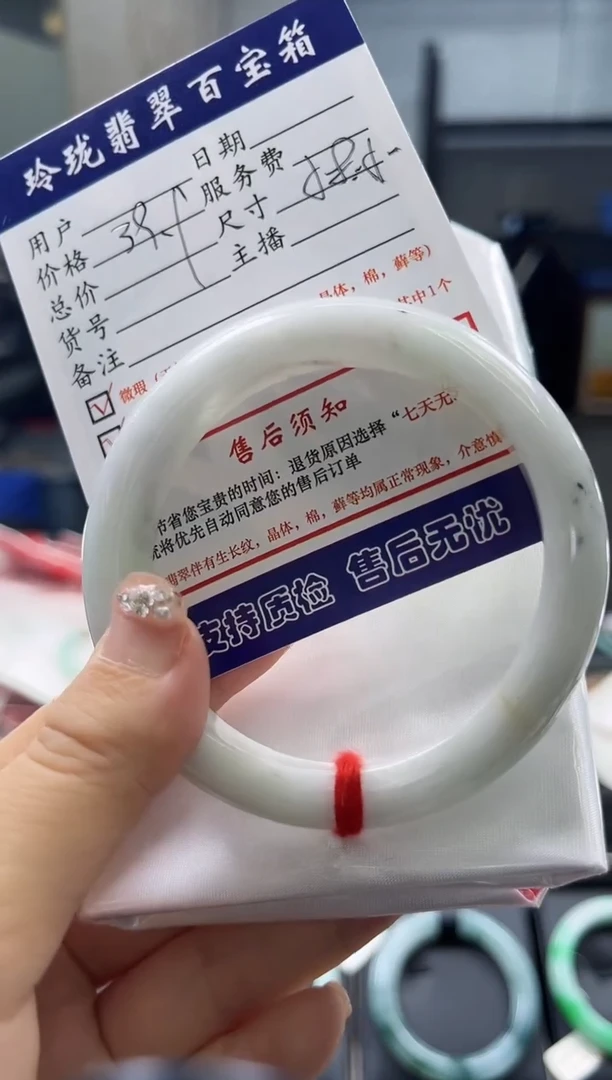 玲珑翡翠百宝箱
用户 日期
价格 服务费
总价 尺寸
货号 主播
备注
微瑕 晶体，棉，藓等）
其中1个
售后须知
节省您宝贵的时间：退货原因选择“七天无
统将优先自动同意您的售后订单
翡翠伴有生长纹，晶体，棉，藓等均属正常现象，介意慎
支持质检 售后无忧